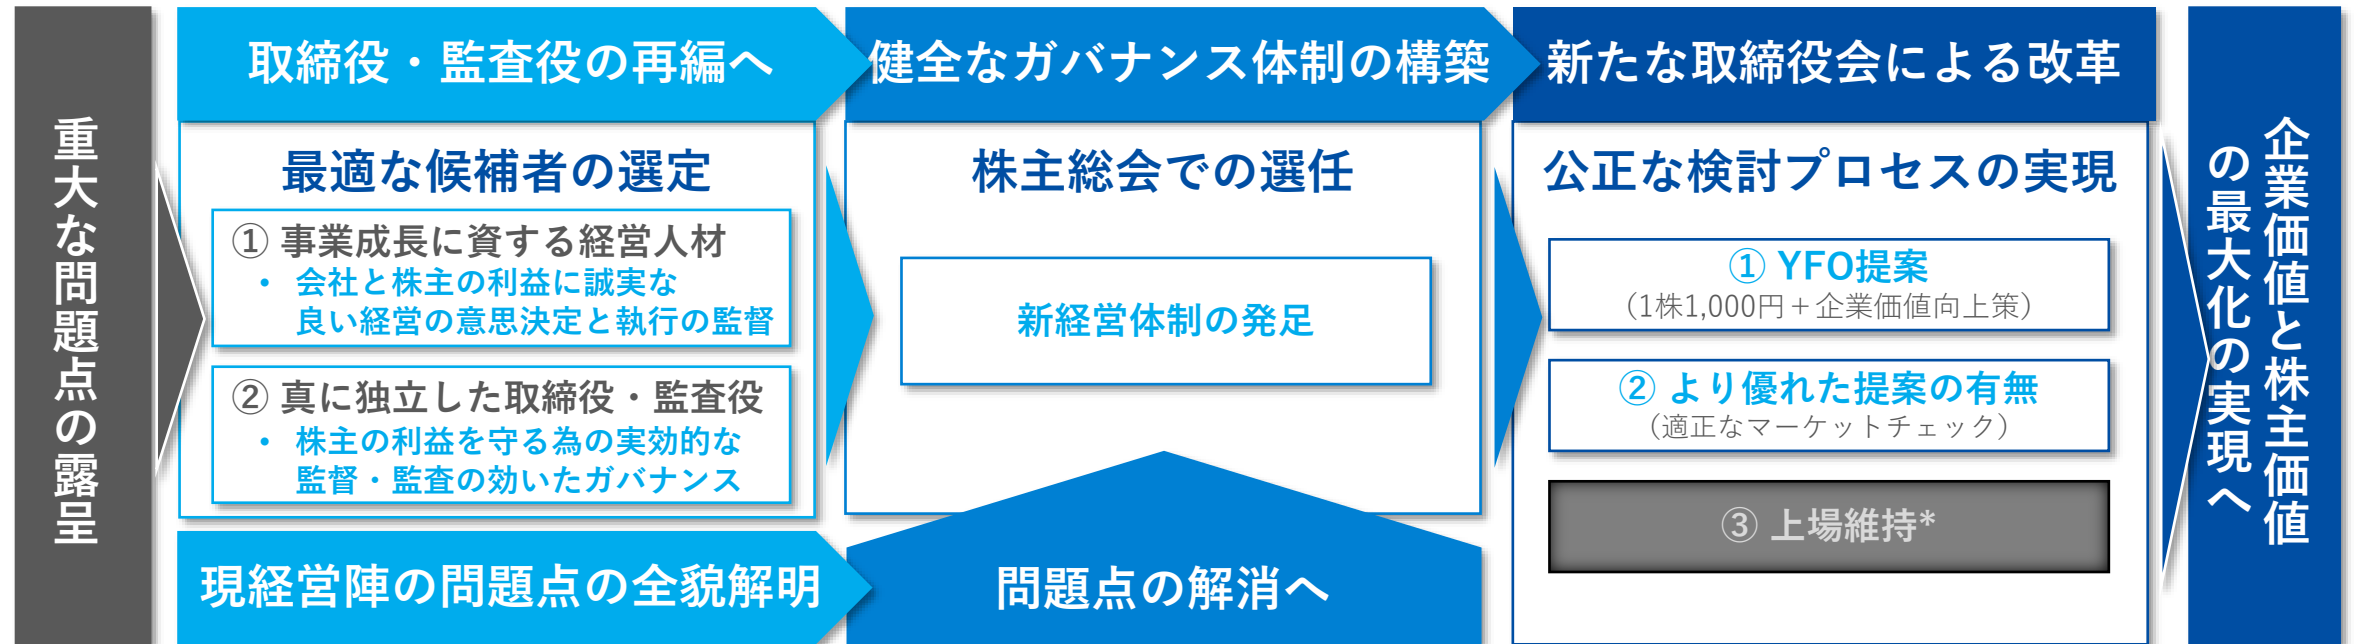 重大な問題点の露呈
取締役・監査役の再編へ
最適な候補者の選定
① 事業成長に資する経営人材
• 会社と株主の利益に誠実な
良い経営の意思決定と執行の監督
② 真に独立した取締役・監査役
• 株主の利益を守る為の実効的な
監督・監査の効いたガバナンス
現経営陣の問題点の全貌解明
健全なガバナンス体制の構築
株主総会での選任
新経営体制の発足
問題点の解消へ
新たな取締役会による改革
公正な検討プロセスの実現
① YFO提案
（1株1,000円＋企業価値向上策）
② より優れた提案の有無
（適正なマーケットチェック）
③ 上場維持*
企業価値と株主価値
の最大化の実現へ